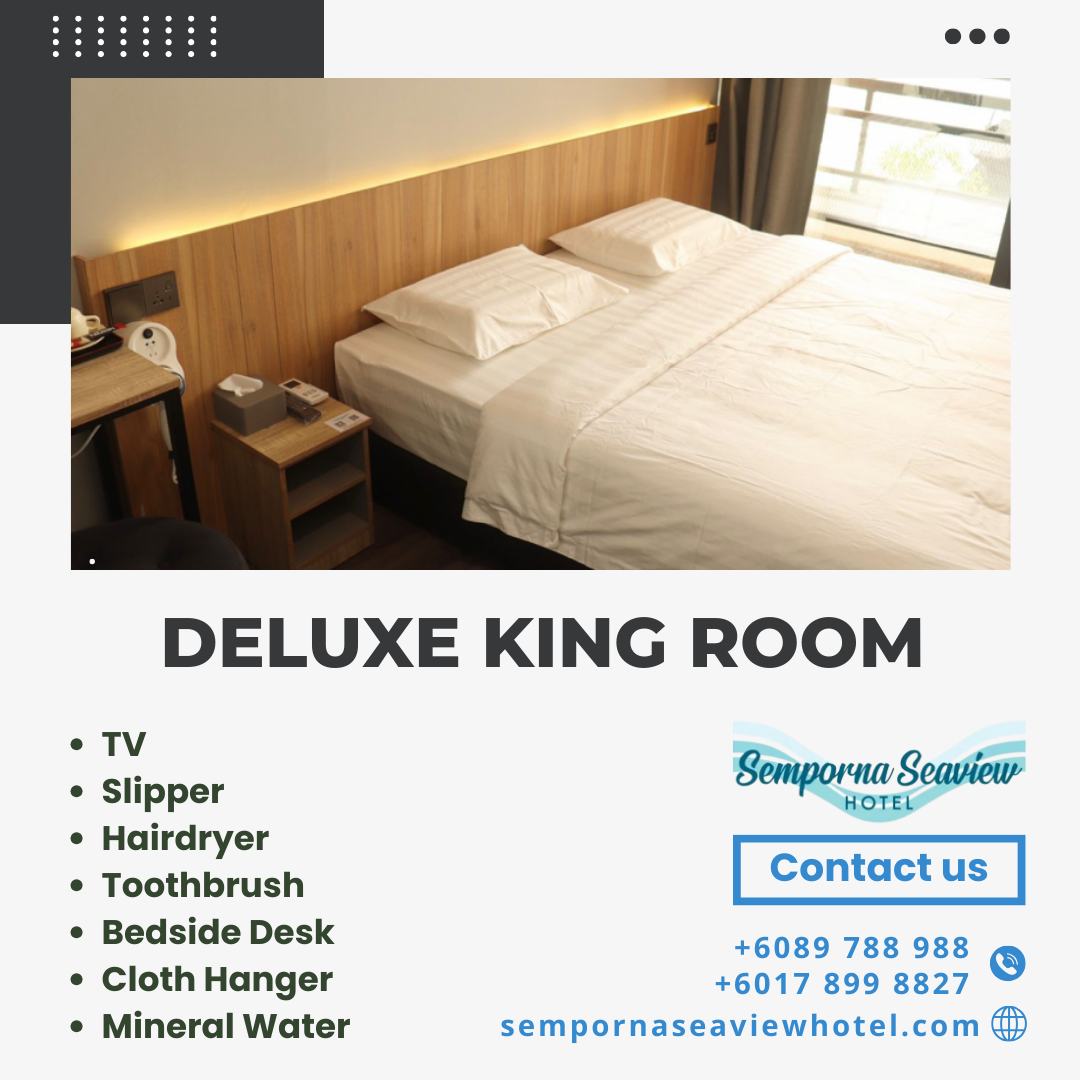 DELUXE KING ROOM
TV
Slipper
Hairdryer
Toothbrush
Bedside Desk
Cloth Hanger
Mineral Water
Semporna Seaview
HOTEL
Contact us
+6089 788 988
+6017 899 8827
sempornaseaviewhotel.com